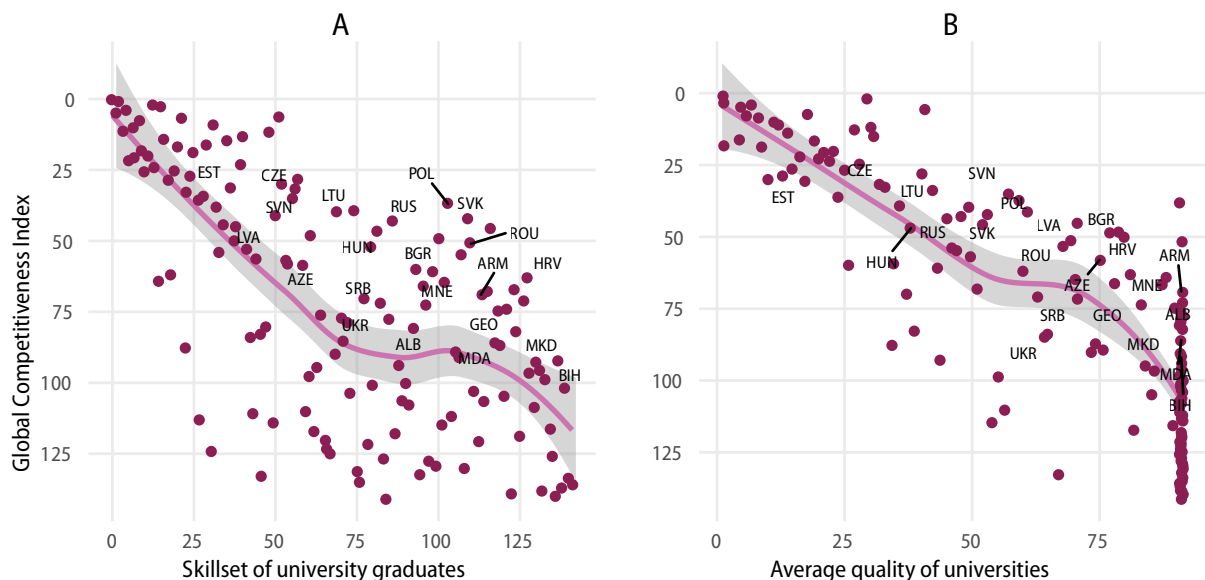 A
Global Competitiveness Index
0
25
50
75
100
125
EST
CZE
SVN
LVA
AZE
LTU
HUN
RUS
POL
SVK
ROU
BGR
MNE
ARM
HRV
SRB
UKR
ALB
GEO
MDA
MKD
BIH
0
25
50
75
100
125
Skillset of university graduates
B
0
25
50
75
100
125
EST
CZE
LTU
SVN
POL
HUN
RUS
SVK
LVA
BGR
HRV
ROU
AZE
MNE
ARM
SRB
GEO
ALB
UKR
MKD
MDA
BIH
0
25
50
75
Average quality of universities